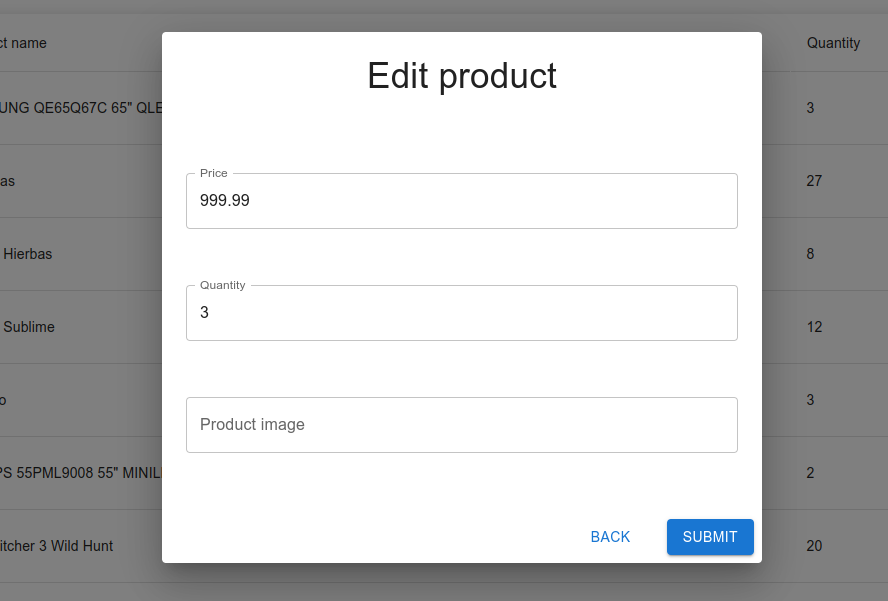 ct name
Quantity
Edit product
UNG QE65Q67C 65" QLE
3
Price
as
999.99
27
Hierbas
8
Quantity
Sublime
3
12
o
3
Product image
PS 55PML9008 55" MINIL
2
BACK
SUBMIT
itcher 3 Wild Hunt
20